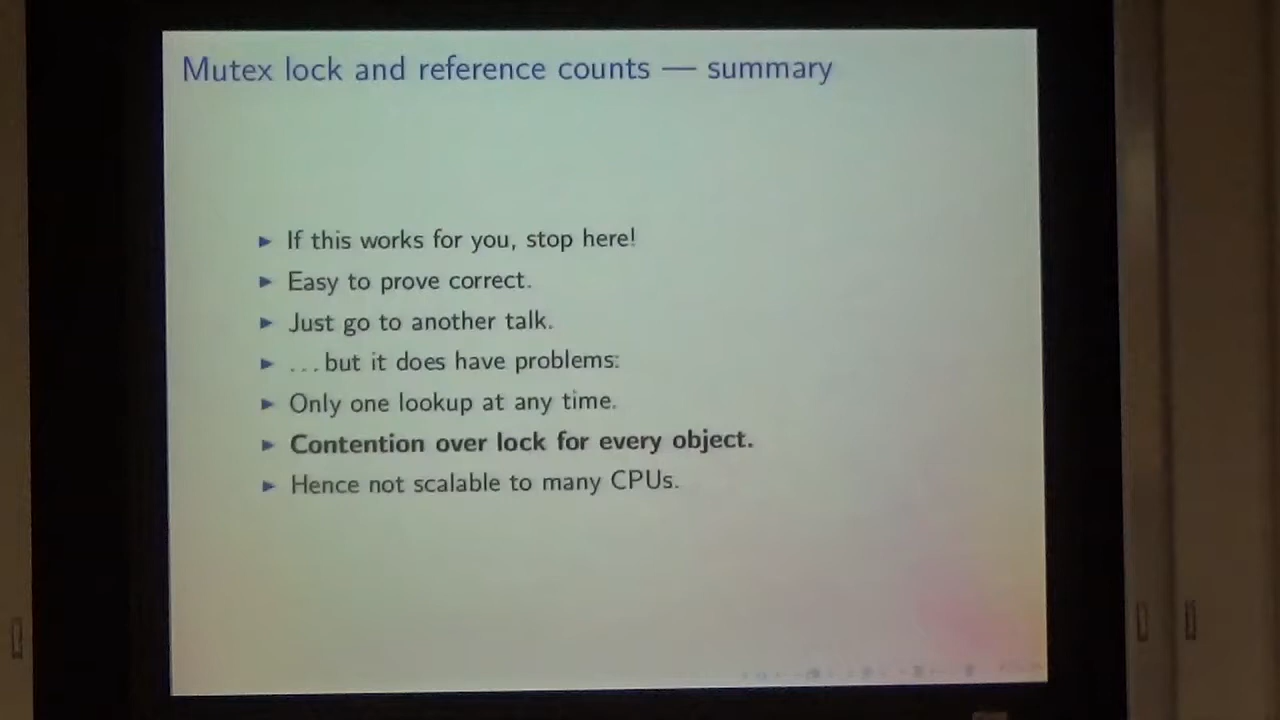 Mutex lock and reference counts — summary
► If this works for you, stop here!
► Easy to prove correct.
► Just go to another talk.
► ...but it does have problems:
► Only one lookup at any time.
► Contention over lock for every object.
► Hence not scalable to many CPUs.